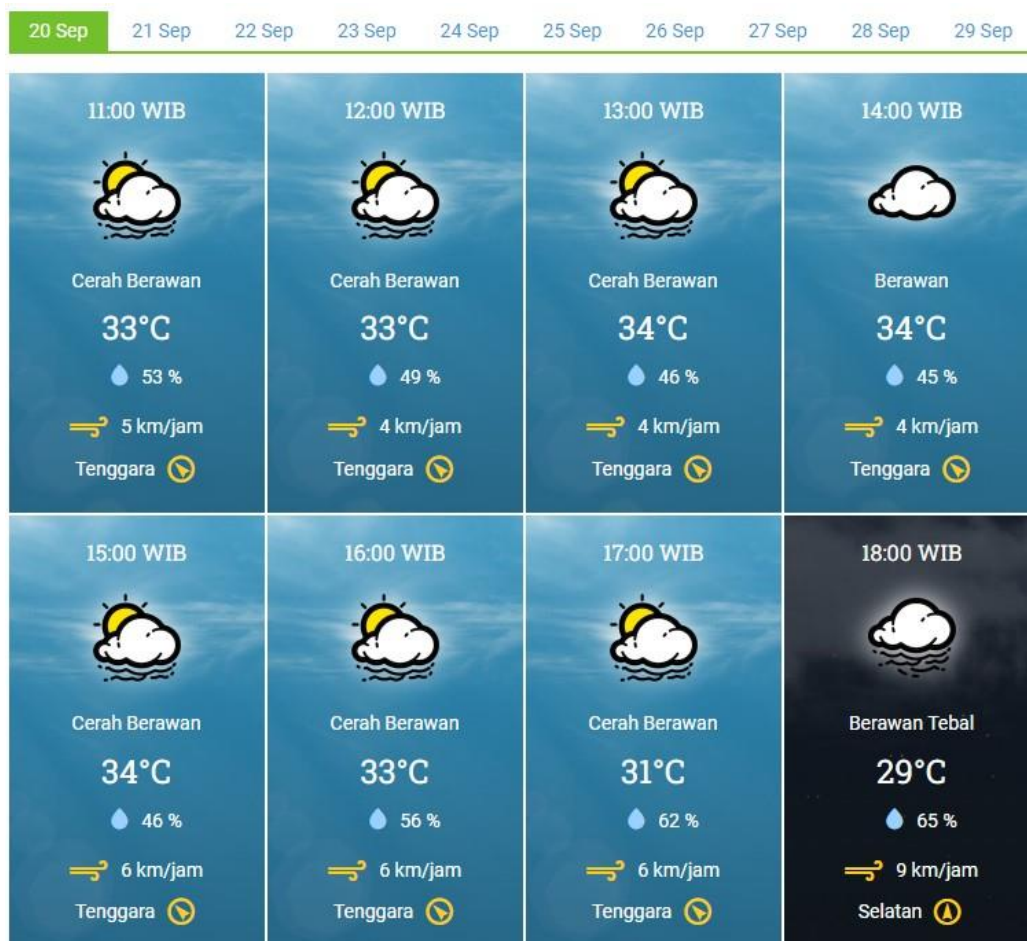 20 Sep 21 Sep 22 Sep 23 Sep 24 Sep 25 Sep 26 Sep 27 Sep 28 Sep 29 Sep
11:00 WIB
Cerah Berawan
33°C
53 %
5 km/jam
Tenggara
12:00 WIB
Cerah Berawan
33°C
49 %
4 km/jam
Tenggara
13:00 WIB
Cerah Berawan
34°C
46 %
4 km/jam
Tenggara
14:00 WIB
Berawan
34°C
45 %
4 km/jam
Tenggara
15:00 WIB
Cerah Berawan
34°C
46 %
6 km/jam
Tenggara
16:00 WIB
Cerah Berawan
33°C
56 %
6 km/jam
Tenggara
17:00 WIB
Cerah Berawan
31°C
62 %
6 km/jam
Tenggara
18:00 WIB
Berawan Tebal
29°C
65 %
9 km/jam
Selatan